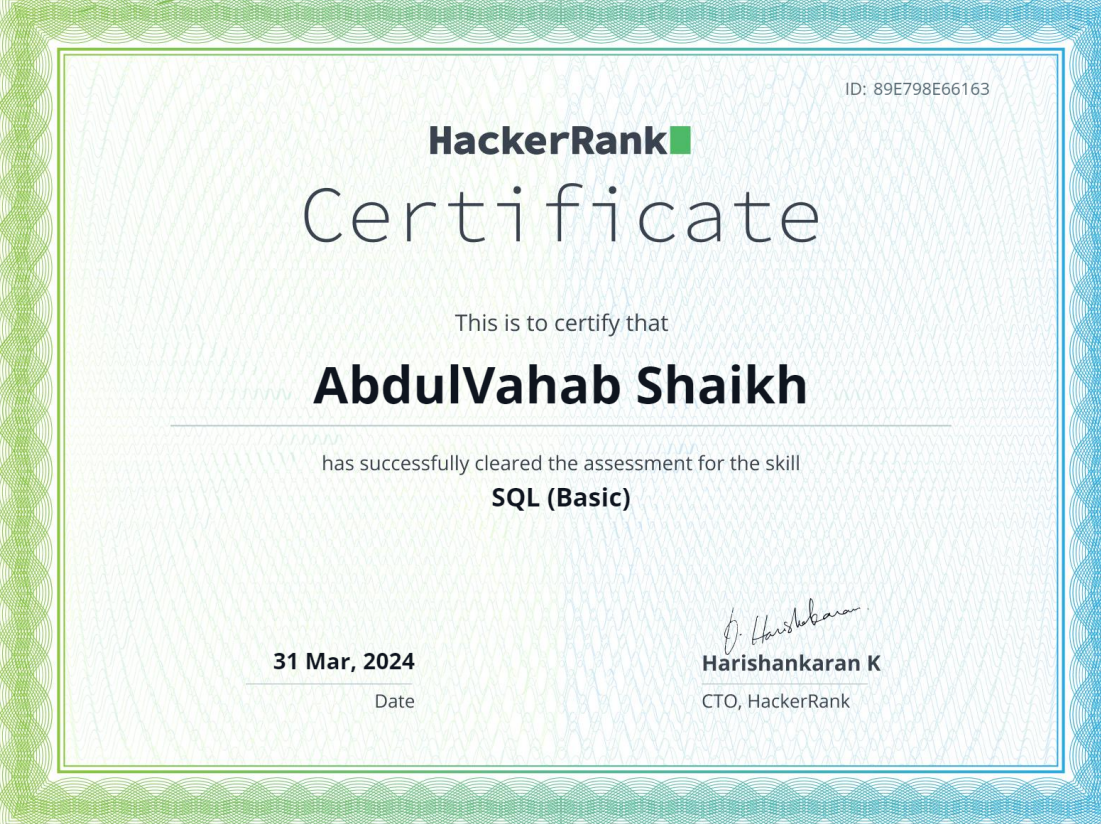 ID: 89E798E66163
HackerRank
Certificate
This is to certify that
AbdulVahab Shaikh
has successfully cleared the assessment for the skill
SQL (Basic)
31 Mar, 2024
Date
Harishankaran K
CTO, HackerRank